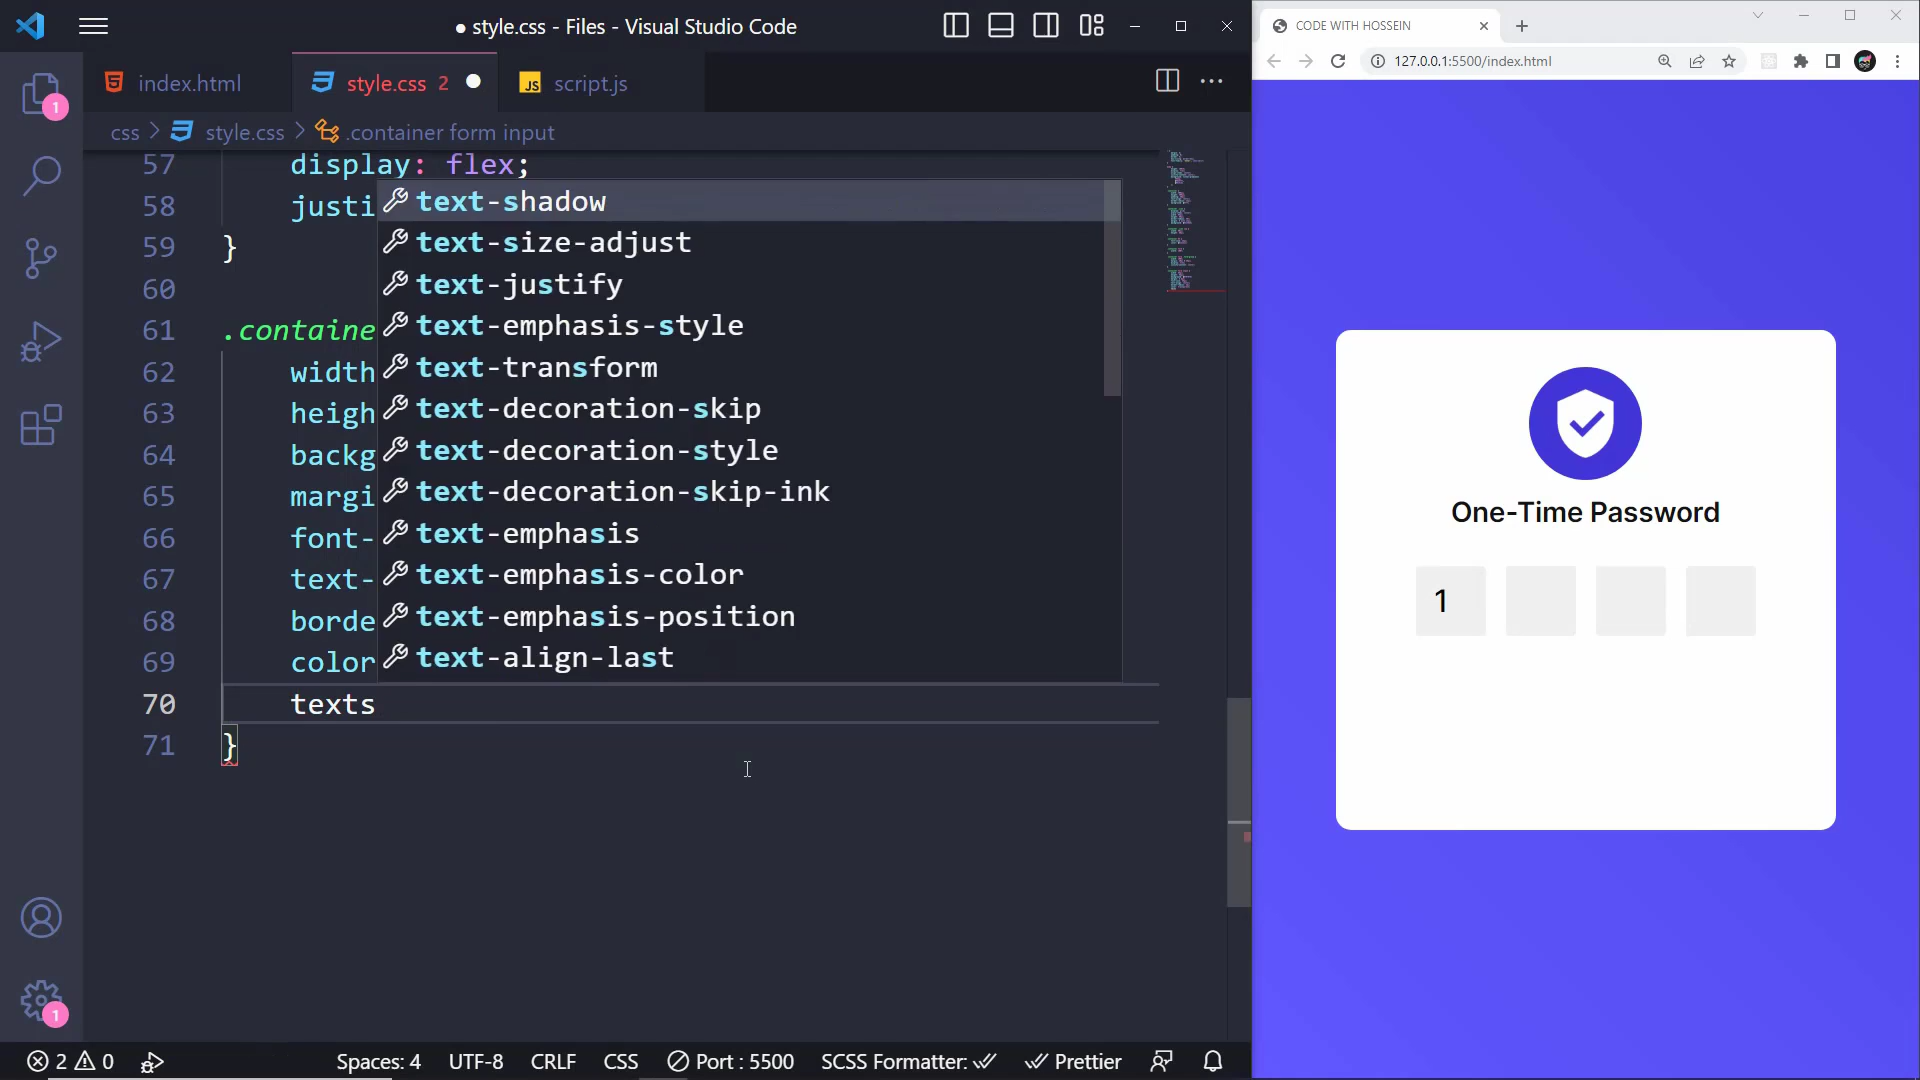 style.css - Files - Visual Studio Code
index.html
style.css 2
JS script.js
css > style.css > .container form input
57 display: flex;
58 justi
59 }
60
61 .containe
62 width
63 heigh
64 backg
65 margi
66 font-
67 text-
68 borde
69 color
70 texts
71 }
text-shadow
text-size-adjust
text-justify
text-emphasis-style
text-transform
text-decoration-skip
text-decoration-style
text-decoration-skip-ink
text-emphasis
text-emphasis-color
text-emphasis-position
text-align-last
1
1
2 0
Spaces: 4
UTF-8
CRLF
CSS
Port : 5500
SCSS Formatter:
Prettier
CODE WITH HOSSEIN
127.0.0.1:5500/index.html
One-Time Password
1